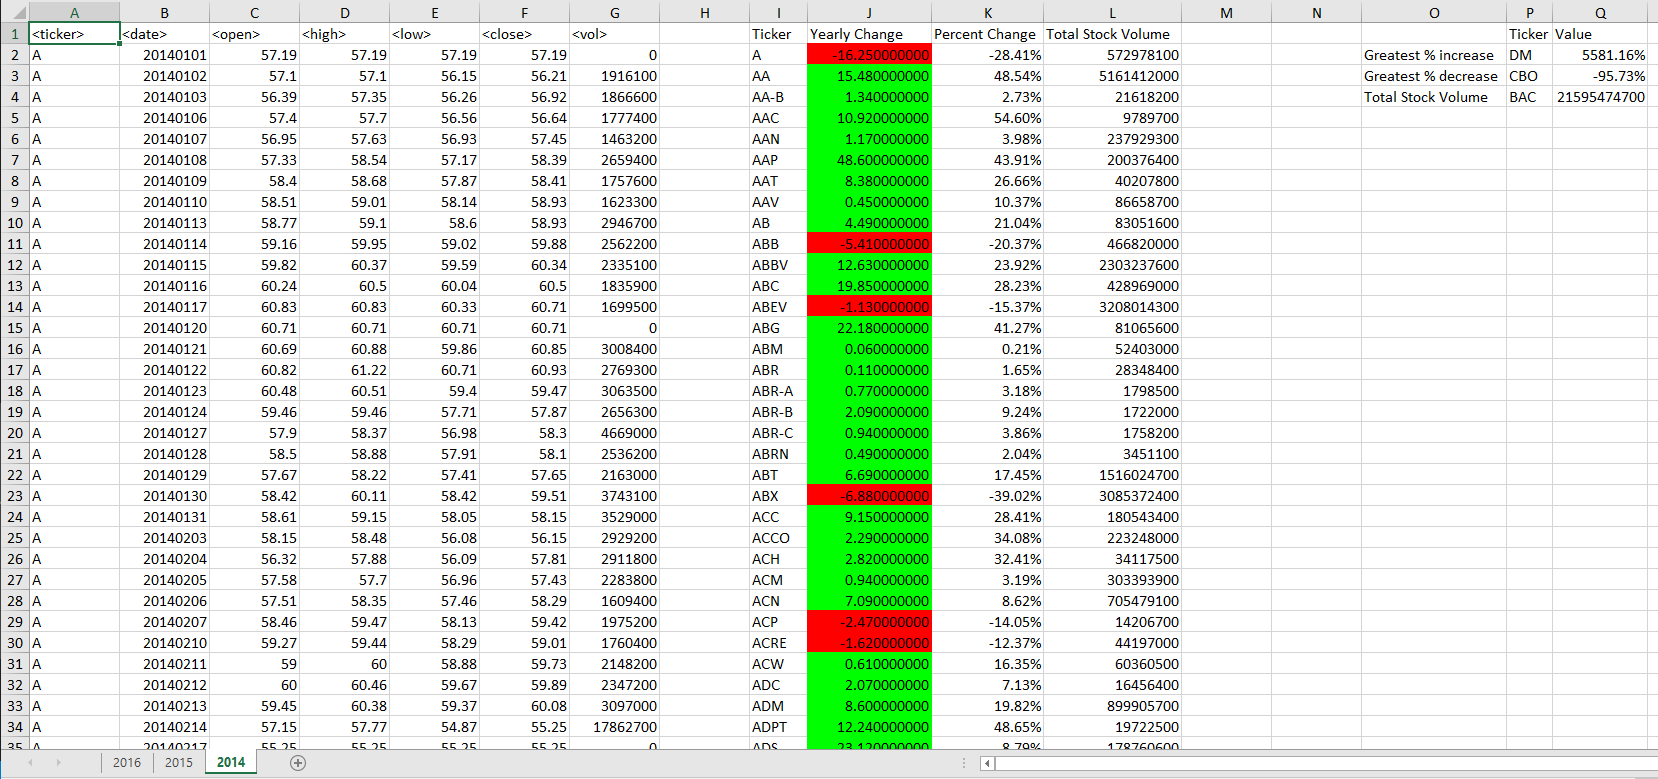 A B C D E F G H I J K L M N O P Q
1 <ticker> <date> <open> <high> <low> <close> <vol> Ticker Yearly Change Percent Change Total Stock Volume Ticker Value
2 A 20140101 57.19 57.19 57.19 57.19 0 A -16.250000000 -28.41% 572978100 Greatest % increase DM 5581.16%
3 A 20140102 57.1 57.1 56.15 56.21 1916100 AA 15.480000000 48.54% 5161412000 Greatest % decrease CBO -95.73%
4 A 20140103 56.39 57.35 56.26 56.92 1866600 AA-B 1.340000000 2.73% 21618200 Total Stock Volume BAC 21595474700
5 A 20140106 57.4 57.7 56.56 56.64 1777400 AAC 10.920000000 54.60% 9789700
6 A 20140107 56.95 57.63 56.93 57.45 1463200 AAN 1.170000000 3.98% 237929300
7 A 20140108 57.33 58.54 57.17 58.39 2659400 AAP 48.600000000 43.91% 200376400
8 A 20140109 58.4 58.68 57.87 58.41 1757600 AAT 8.380000000 26.66% 40207800
9 A 20140110 58.51 59.01 58.14 58.93 1623300 AAV 0.450000000 10.37% 86658700
10 A 20140113 58.77 59.1 58.6 58.93 2946700 AB 4.490000000 21.04% 83051600
11 A 20140114 59.16 59.95 59.02 59.88 2562200 ABB -5.410000000 -20.37% 466820000
12 A 20140115 59.82 60.37 59.59 60.34 2335100 ABBV 12.630000000 23.92% 2303237600
13 A 20140116 60.24 60.5 60.04 60.5 1835900 ABC 19.850000000 28.23% 428969000
14 A 20140117 60.83 60.83 60.33 60.71 1699500 ABEV -1.130000000 -15.37% 3208014300
15 A 20140120 60.71 60.71 60.71 60.71 0 ABG 22.180000000 41.27% 81065600
16 A 20140121 60.69 60.88 59.86 60.85 3008400 ABM 0.060000000 0.21% 52403000
17 A 20140122 60.82 61.22 60.71 60.93 2769300 ABR 0.110000000 1.65% 28348400
18 A 20140123 60.48 60.51 59.4 59.47 3063500 ABR-A 0.770000000 3.18% 1798500
19 A 20140124 59.46 59.46 57.71 57.87 2656300 ABR-B 2.090000000 9.24% 1722000
20 A 20140127 57.9 58.37 56.98 58.3 4669000 ABR-C 0.940000000 3.86% 1758200
21 A 20140128 58.5 58.88 57.91 58.1 2536200 ABRN 0.490000000 2.04% 3451100
22 A 20140129 57.67 58.22 57.41 57.65 2163000 ABT 6.690000000 17.45% 1516024700
23 A 20140130 58.42 60.11 58.42 59.51 3743100 ABX -6.880000000 -39.02% 3085372400
24 A 20140131 58.61 59.15 58.05 58.15 3529000 ACC 9.150000000 28.41% 180543400
25 A 20140203 58.15 58.48 56.08 56.15 2929200 ACCO 2.290000000 34.08% 223248000
26 A 20140204 56.32 57.88 56.09 57.81 2911800 ACH 2.820000000 32.41% 34117500
27 A 20140205 57.58 57.7 56.96 57.43 2283800 ACM 0.940000000 3.19% 303393900
28 A 20140206 57.51 58.35 57.46 58.29 1609400 ACN 7.090000000 8.62% 705479100
29 A 20140207 58.46 59.47 58.13 59.42 1975200 ACP -2.470000000 -14.05% 14206700
30 A 20140210 59.27 59.44 58.29 59.01 1760400 ACRE -1.620000000 -12.37% 44197000
31 A 20140211 59 60 58.88 59.73 2148200 ACW 0.610000000 16.35% 60360500
32 A 20140212 60 60.46 59.67 59.89 2347200 ADC 2.070000000 7.13% 16456400
33 A 20140213 59.45 60.38 59.37 60.08 3097000 ADM 8.600000000 19.82% 899905700
34 A 20140214 57.15 57.77 54.87 55.25 17862700 ADPT 12.240000000 48.65% 19722500
35 A 20140217 55.25 55.25 55.25 55.25 0 ADS 23.120000000 8.79% 178760600
2016 2015 2014